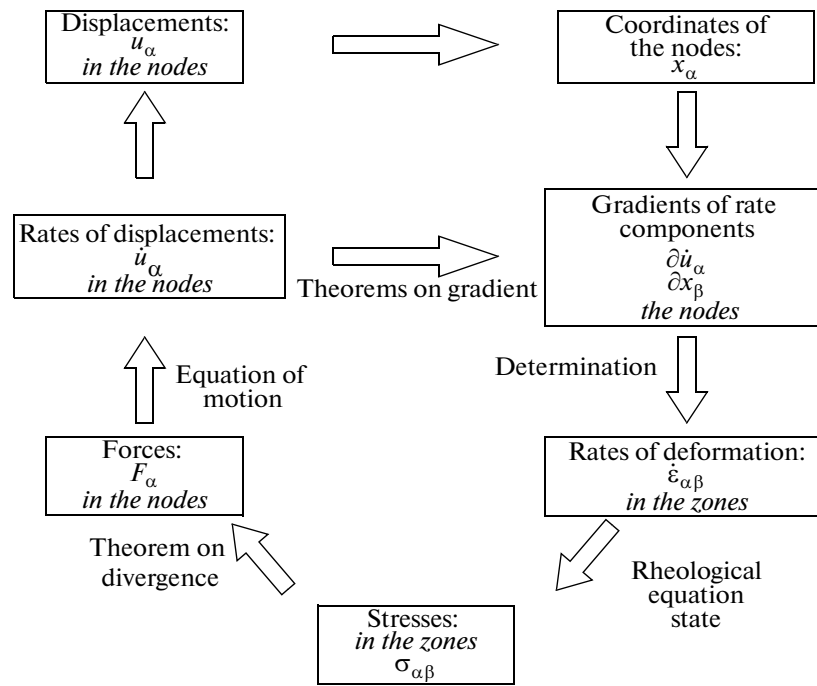 Displacements:
u_α
in the nodes
Coordinates of
the nodes:
x_α
Rates of displacements:
u̇_α
in the nodes
Theorems on gradient
Gradients of rate
components
∂u̇_α
∂x_β
the nodes
Equation of
motion
Determination
Forces:
F_α
in the nodes
Rates of deformation:
ε̇_αβ
in the zones
Theorem on
divergence
Rheological
equation
state
Stresses:
in the zones
σ_αβ